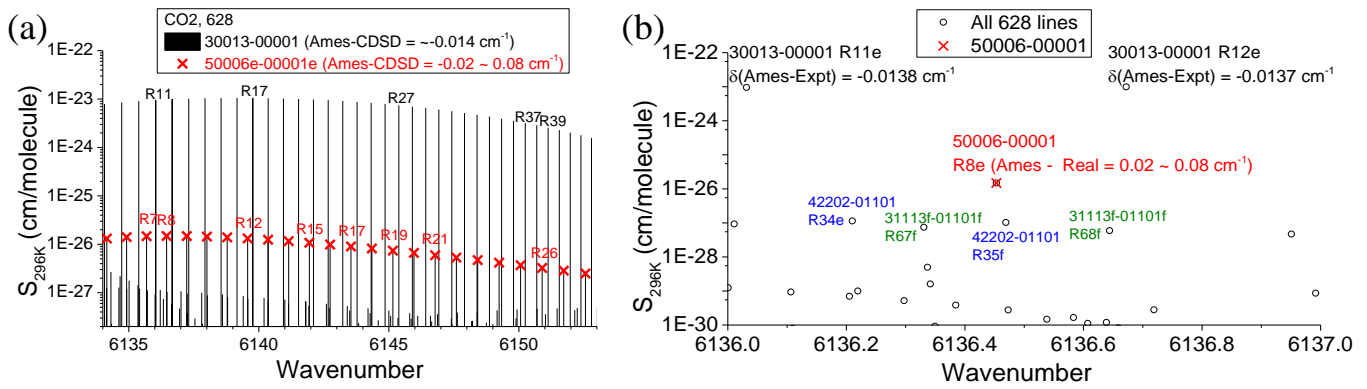 (a)
CO2, 628
30013-00001 (Ames-CDSD = ~-0.014 cm-1)
50006e-00001e (Ames-CDSD = -0.02 ~ 0.08 cm-1)
1E-22
1E-23
1E-24
1E-25
1E-26
1E-27
S296K (cm/molecule)
R11
R17
R27
R37
R39
R7
R8
R12
R15
R17
R19
R21
R26
6135
6140
6145
6150
Wavenumber
(b)
All 628 lines
50006-00001
1E-22
1E-24
1E-26
1E-28
1E-30
S296K (cm/molecule)
30013-00001 R11e
δ(Ames-Expt) = -0.0138 cm-1
30013-00001 R12e
δ(Ames-Expt) = -0.0137 cm-1
50006-00001
R8e (Ames - Real = 0.02 ~ 0.08 cm-1)
42202-01101
R34e
31113f-01101f
R67f
42202-01101
R35f
31113f-01101f
R68f
6136.0
6136.2
6136.4
6136.6
6136.8
6137.0
Wavenumber